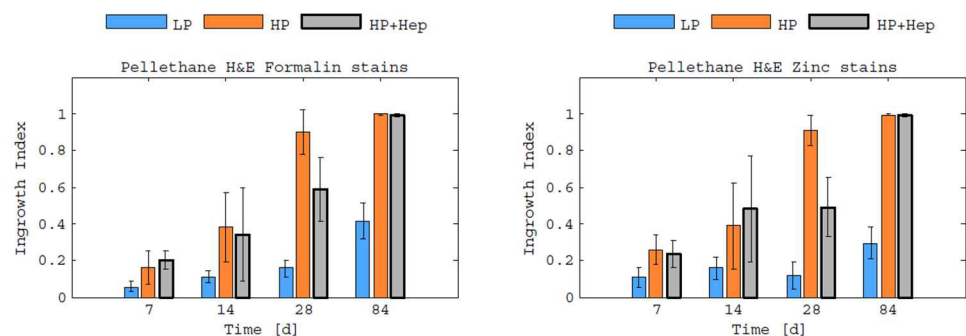 LP HP HP+Hep
Pellethane H&E Formalin stains
Ingrowth Index
1
0.8
0.6
0.4
0.2
0
7 14 28 84
Time [d]
LP HP HP+Hep
Pellethane H&E Zinc stains
Ingrowth Index
1
0.8
0.6
0.4
0.2
0
7 14 28 84
Time [d]